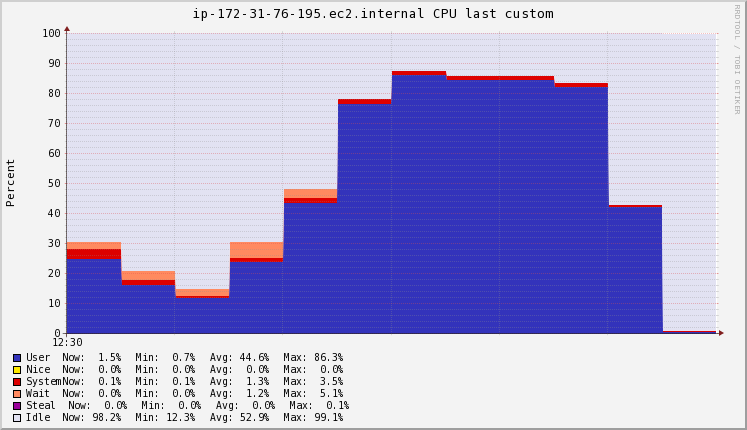 ip-172-31-76-195.ec2.internal CPU last custom
RRDTOOL / TOBI OETIKER
Percent
100
90
80
70
60
50
40
30
20
10
0
12:30
User Now: 1.5% Min: 0.7% Avg: 44.6% Max: 86.3%
Nice Now: 0.0% Min: 0.0% Avg: 0.0% Max: 0.0%
System Now: 0.1% Min: 0.1% Avg: 1.3% Max: 3.5%
Wait Now: 0.0% Min: 0.0% Avg: 1.2% Max: 5.1%
Steal Now: 0.0% Min: 0.0% Avg: 0.0% Max: 0.1%
Idle Now: 98.2% Min: 12.3% Avg: 52.9% Max: 99.1%